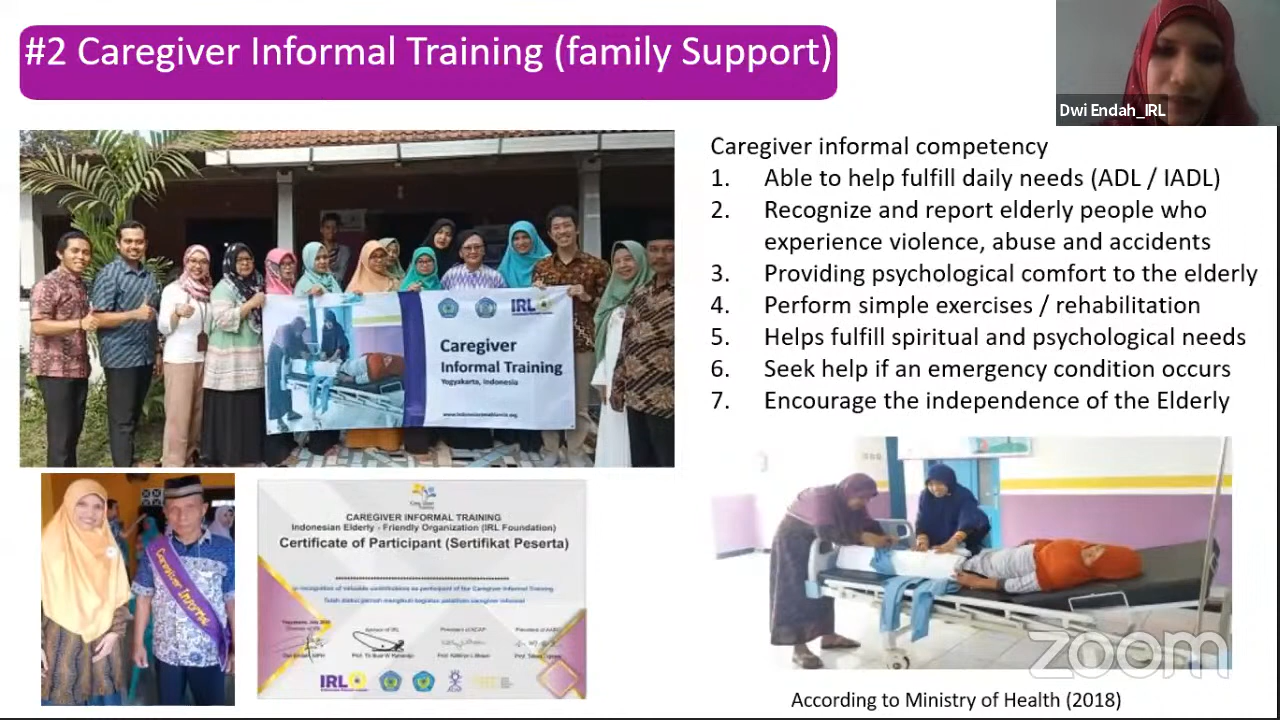 #2 Caregiver Informal Training (family Support)
Dwi Endah_IRL
Caregiver informal competency
1. Able to help fulfill daily needs (ADL / IADL)
2. Recognize and report elderly people who
experience violence, abuse and accidents
3. Providing psychological comfort to the elderly
4. Perform simple exercises / rehabilitation
5. Helps fulfill spiritual and psychological needs
6. Seek help if an emergency condition occurs
7. Encourage the independence of the Elderly
IRL
Caregiver
Informal Training
Yogyakarta, Indonesia
Caregiver Informal
CAREGIVER INFORMAL TRAINING
Indonesian Elderly - Friendly Organization (IRL Foundation)
Certificate of Participant (Sertifikat Peserta)
IRL
zoom
According to Ministry of Health (2018)